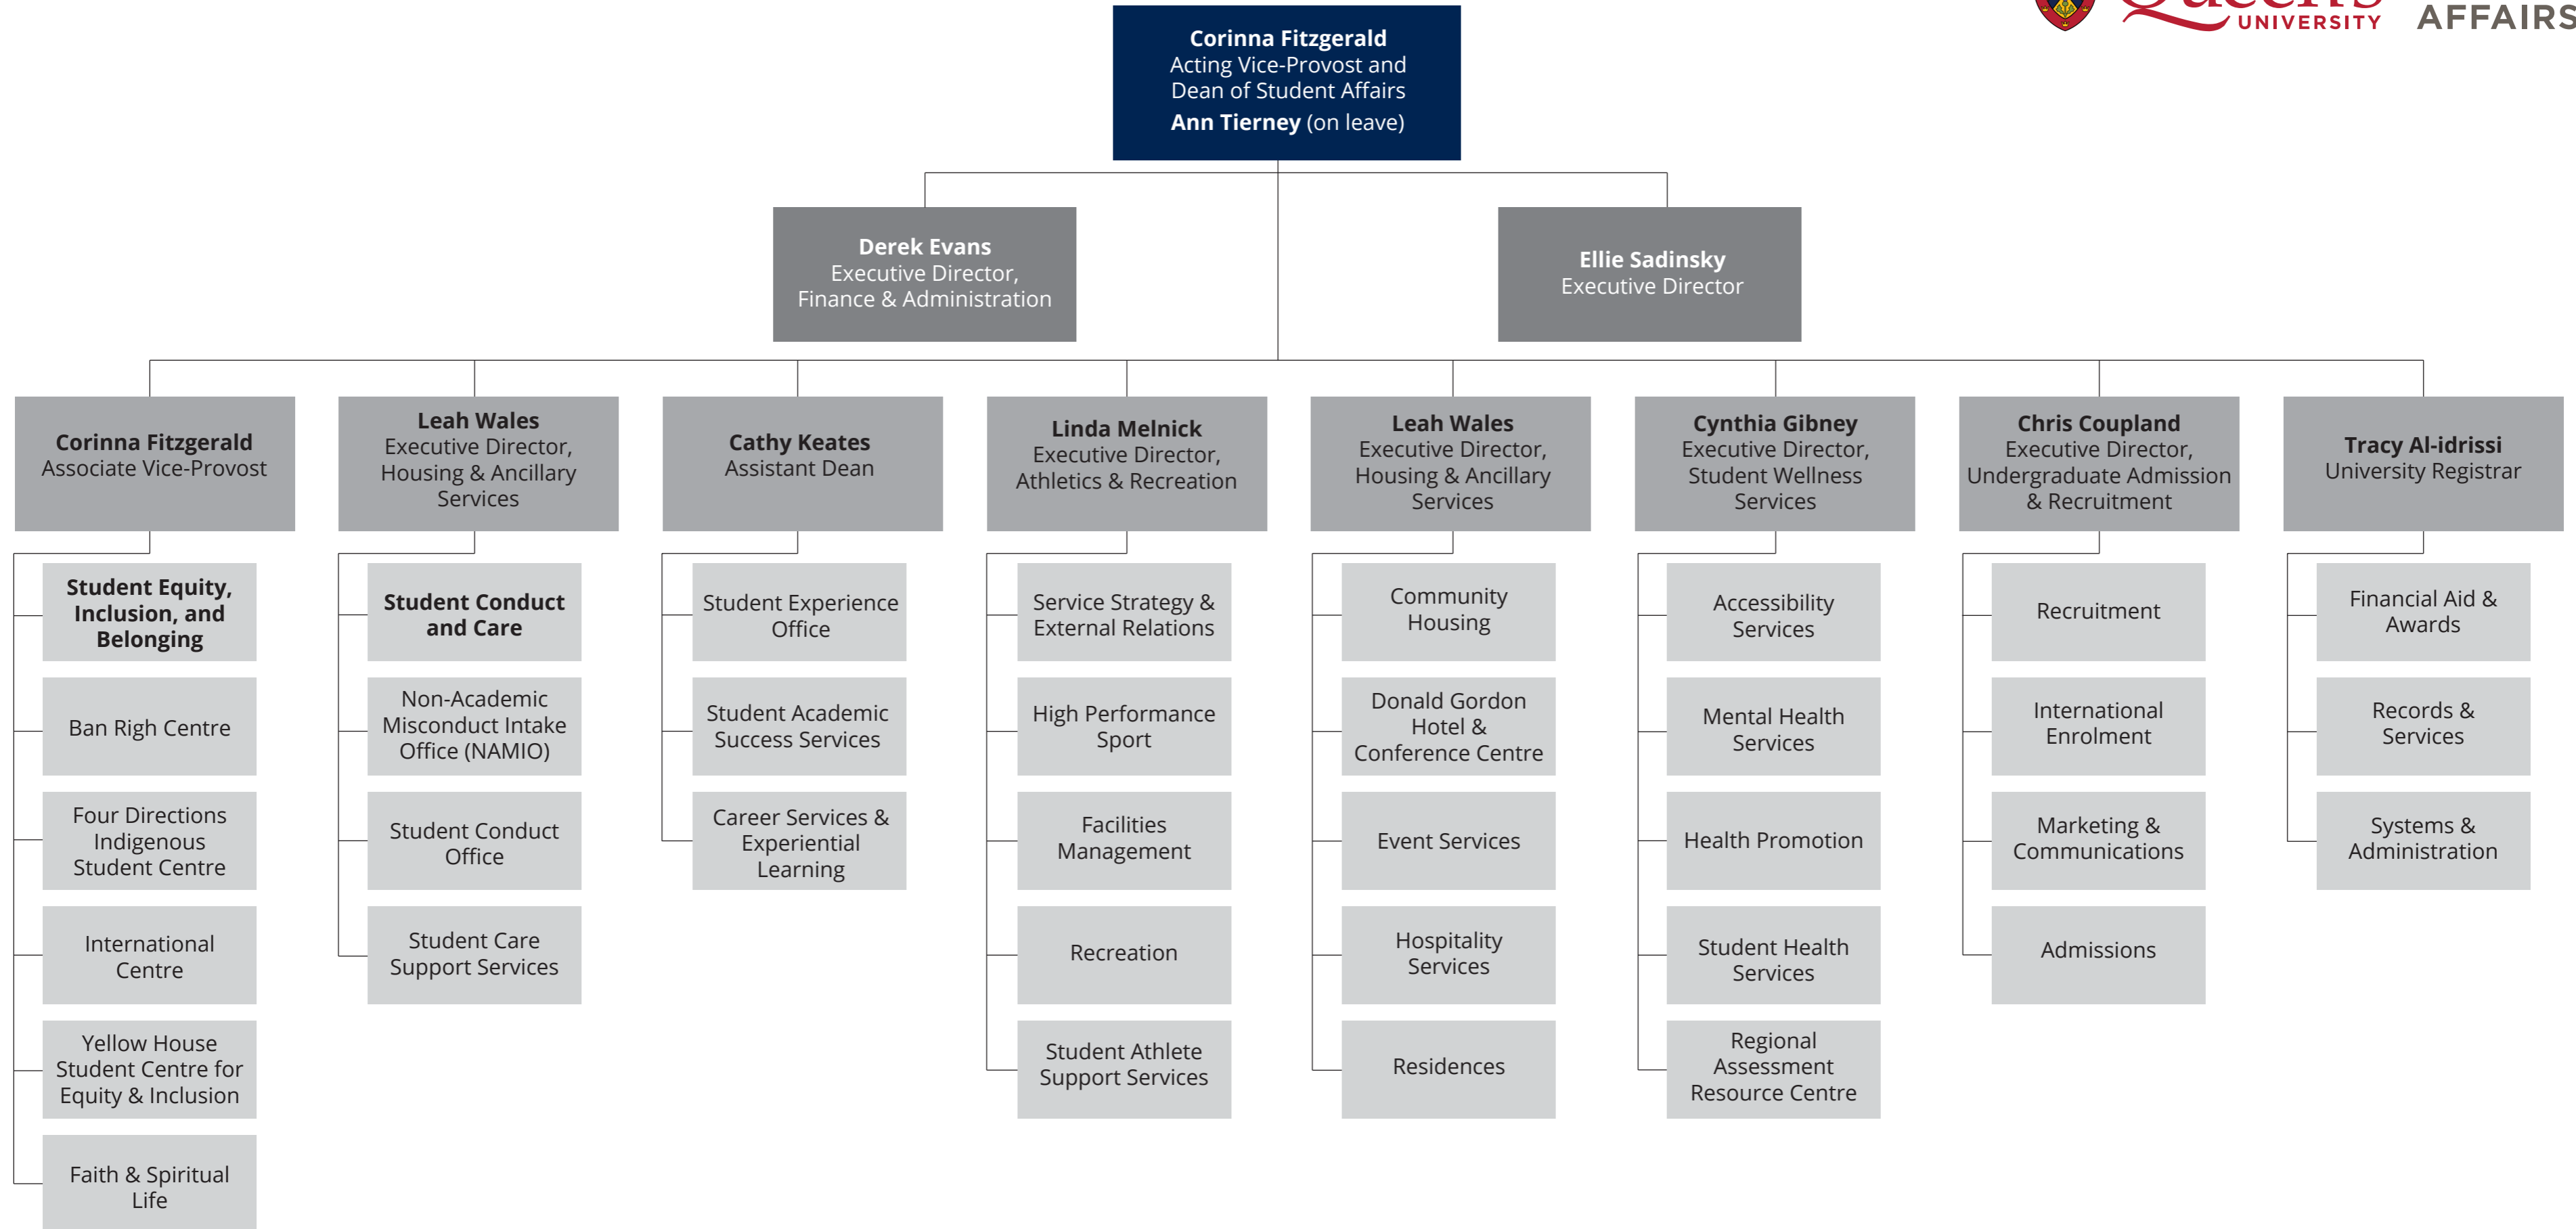 Queen's
UNIVERSITY
AFFAIRS
Corinna Fitzgerald
Acting Vice-Provost and
Dean of Student Affairs
Ann Tierney (on leave)
Derek Evans
Executive Director,
Finance & Administration
Ellie Sadinsky
Executive Director
Corinna Fitzgerald
Associate Vice-Provost
Leah Wales
Executive Director,
Housing & Ancillary
Services
Cathy Keates
Assistant Dean
Linda Melnick
Executive Director,
Athletics & Recreation
Leah Wales
Executive Director,
Housing & Ancillary
Services
Cynthia Gibney
Executive Director,
Student Wellness
Services
Chris Coupland
Executive Director,
Undergraduate Admission
& Recruitment
Tracy Al-idrissi
University Registrar
Student Equity,
Inclusion, and
Belonging
Ban Righ Centre
Four Directions
Indigenous
Student Centre
International
Centre
Yellow House
Student Centre for
Equity & Inclusion
Faith & Spiritual
Life
Student Conduct
and Care
Non-Academic
Misconduct Intake
Office (NAMIO)
Student Conduct
Office
Student Care
Support Services
Student Experience
Office
Student Academic
Success Services
Career Services &
Experiential
Learning
Service Strategy &
External Relations
High Performance
Sport
Facilities
Management
Recreation
Student Athlete
Support Services
Community
Housing
Donald Gordon
Hotel &
Conference Centre
Event Services
Hospitality
Services
Residences
Accessibility
Services
Mental Health
Services
Health Promotion
Student Health
Services
Regional
Assessment
Resource Centre
Recruitment
International
Enrolment
Marketing &
Communications
Admissions
Financial Aid &
Awards
Records &
Services
Systems &
Administration